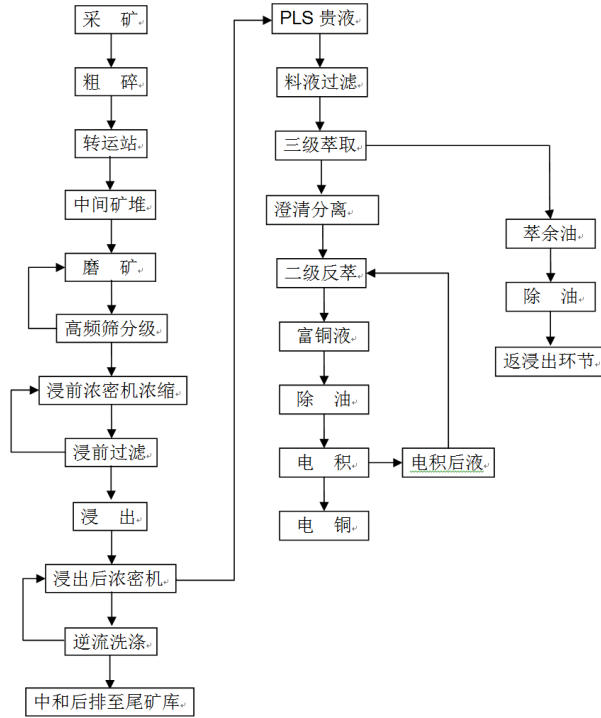 采 矿
粗 碎
转运站
中间矿堆
磨 矿
高频筛分级
浸前浓密机浓缩
浸前过滤
浸 出
浸出后浓密机
逆流洗涤
中和后排至尾矿库
PLS 贵液
料液过滤
三级萃取
澄清分离
二级反萃
富铜液
除 油
电 积
电积后液
电 铜
萃余油
除 油
返浸出环节